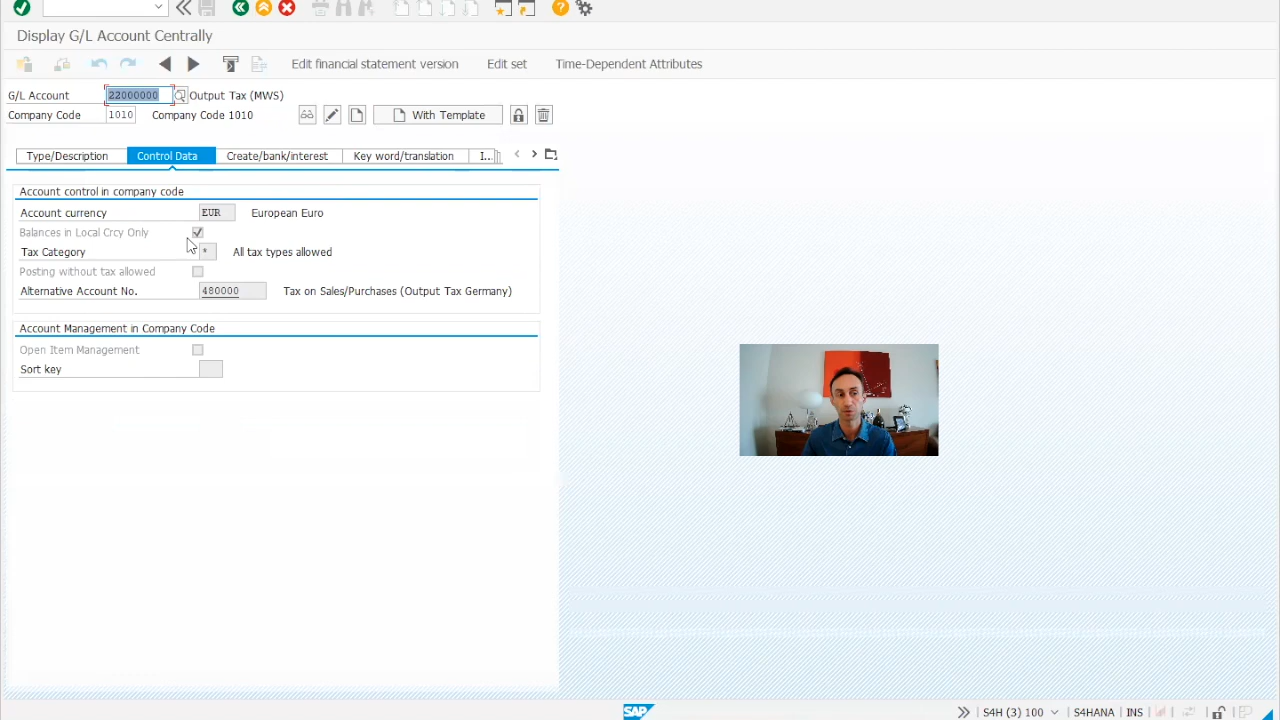 Display G/L Account Centrally
Edit financial statement version Edit set Time-Dependent Attributes
G/L Account 22000000 Output Tax (MWS)
Company Code 1010 Company Code 1010 With Template
Type/Description Control Data Create/bank/interest Key word/translation I...
Account control in company code
Account currency EUR European Euro
Balances in Local Crcy Only
Tax Category * All tax types allowed
Posting without tax allowed
Alternative Account No. 480000 Tax on Sales/Purchases (Output Tax Germany)
Account Management in Company Code
Open Item Management
Sort key
SAP S4H (3) 100 S4HANA INS